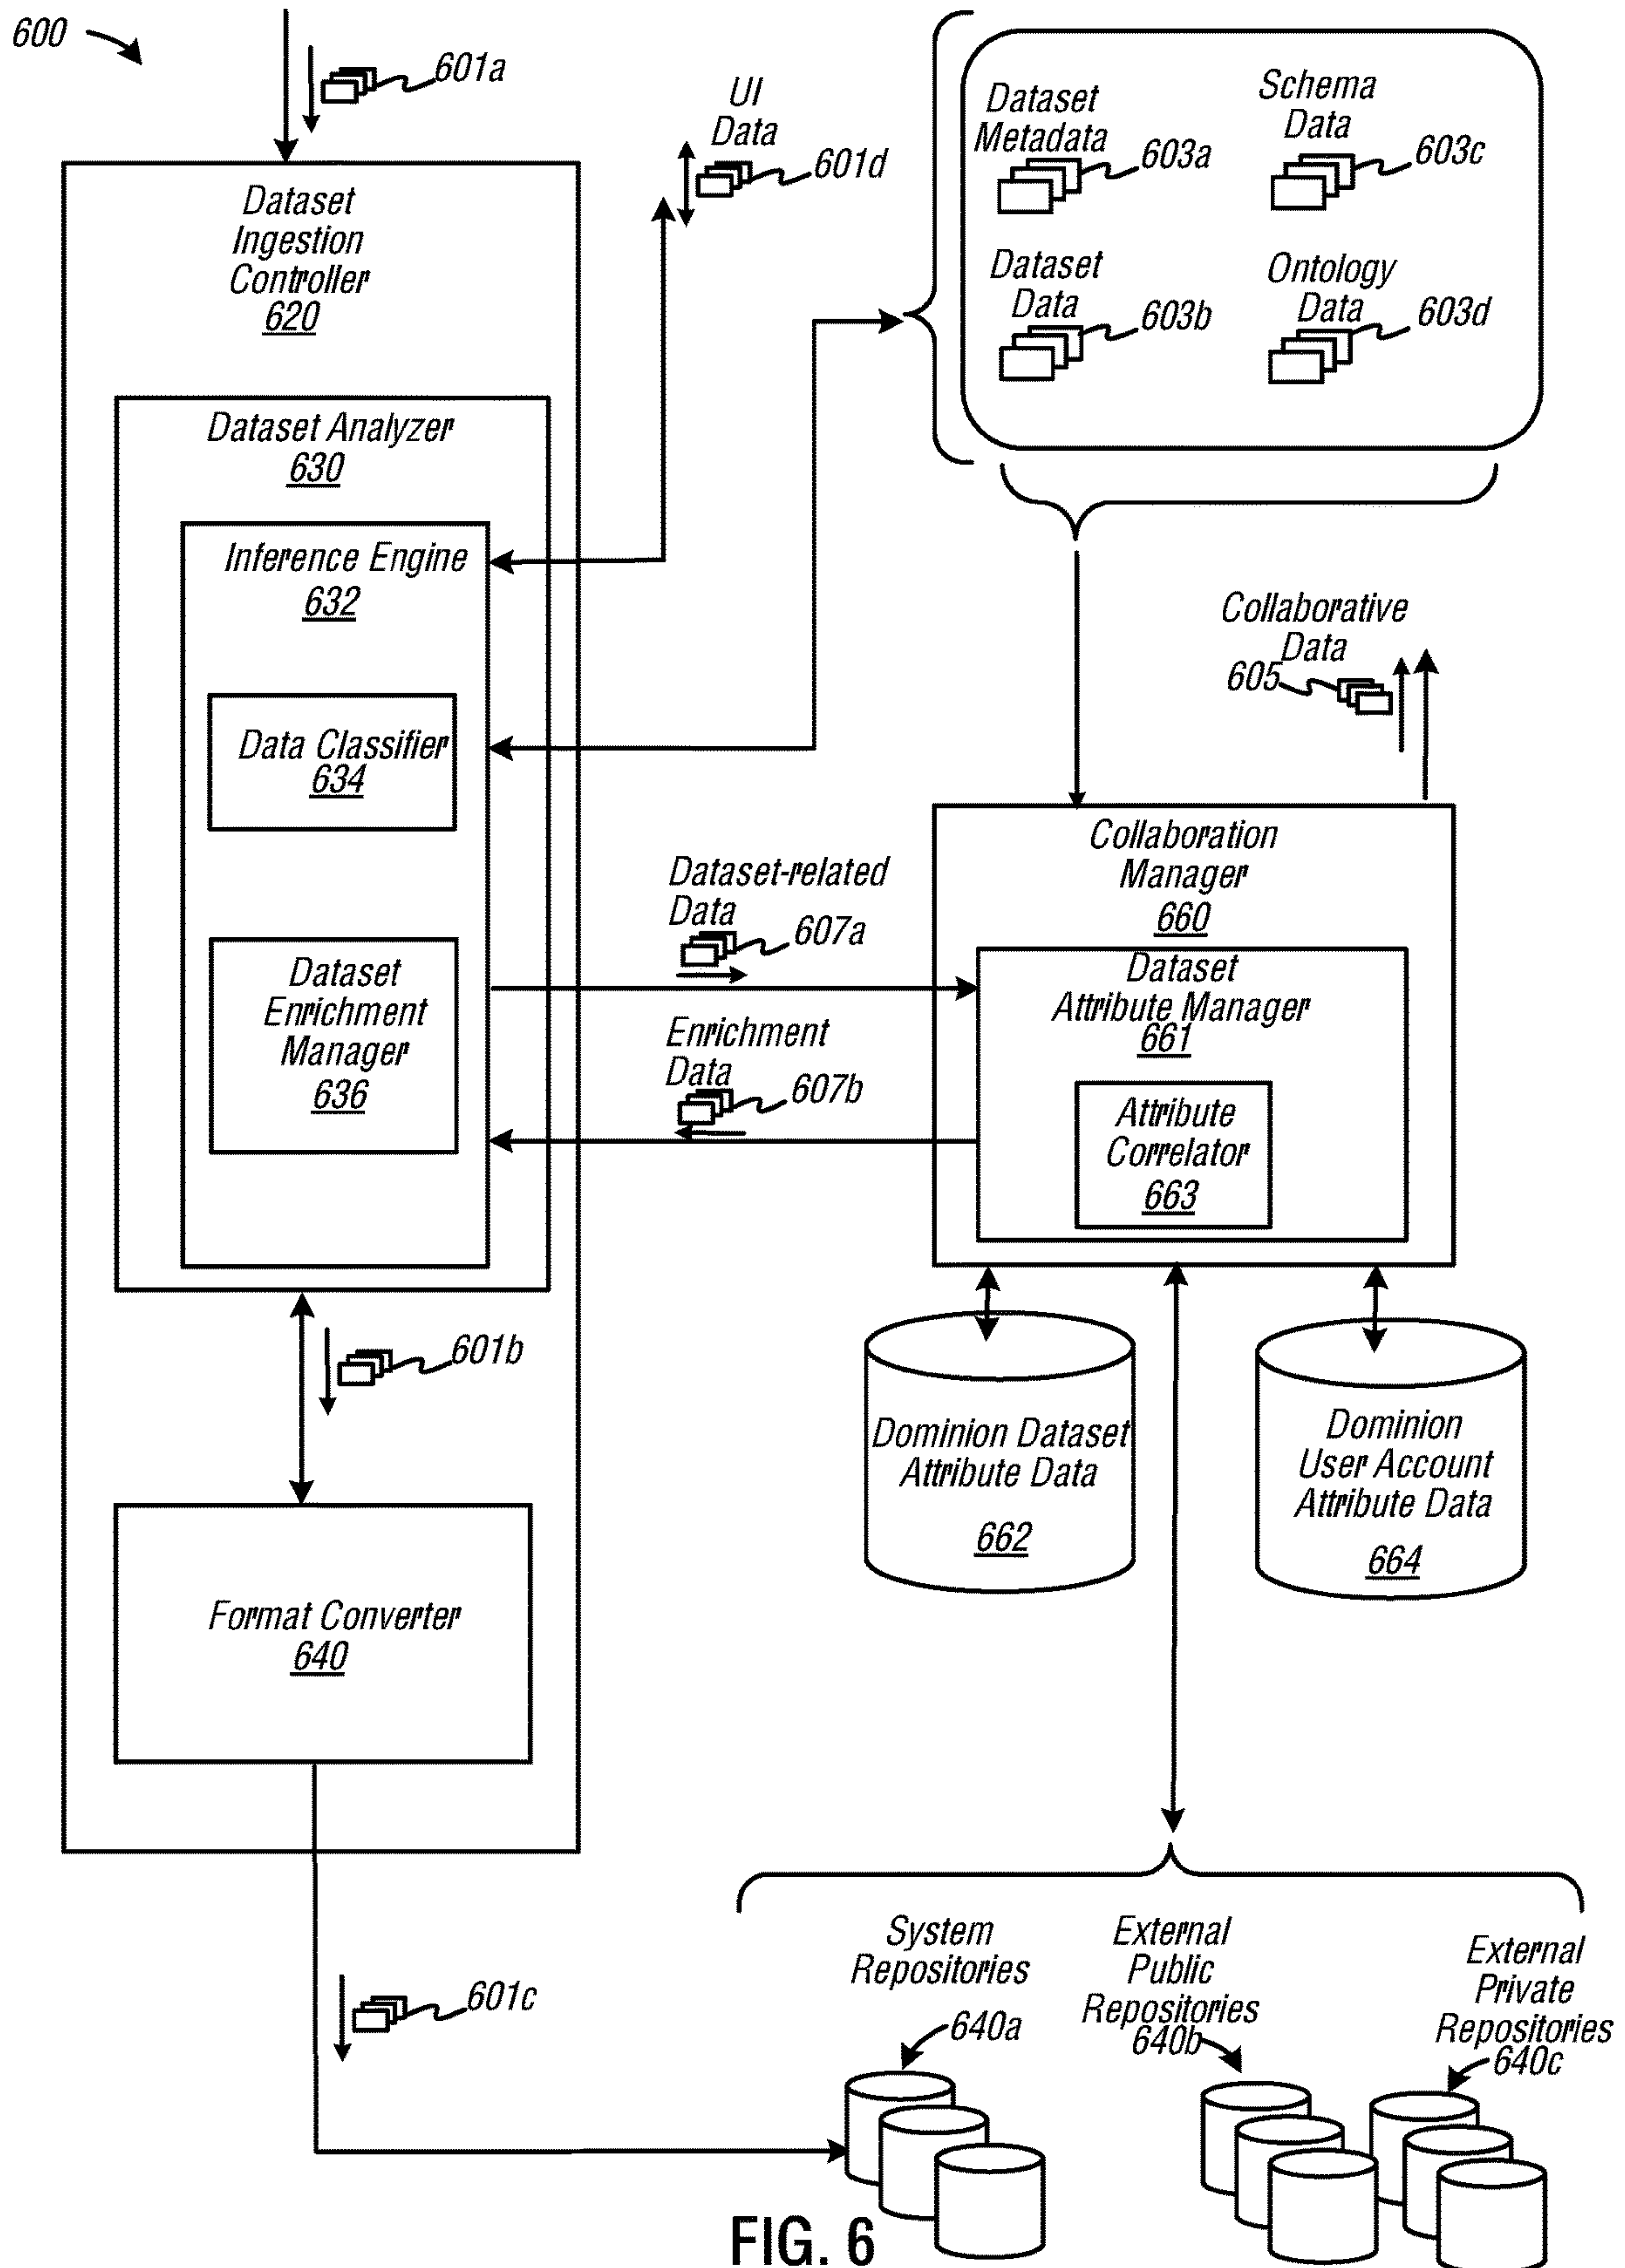 600
601a
UI
Data
601d
Dataset
Metadata
603a
Schema
Data
603c
Dataset
Data
603b
Ontology
Data
603d
Dataset
Ingestion
Controller
620
Dataset Analyzer
630
Inference Engine
632
Data Classifier
634
Dataset
Enrichment
Manager
636
Collaborative
Data
605
Dataset-related
Data
607a
Enrichment
Data
607b
Collaboration
Manager
660
Dataset
Attribute Manager
661
Attribute
Correlator
663
601b
Dominion Dataset
Attribute Data
662
Dominion
User Account
Attribute Data
664
Format Converter
640
601c
System
Repositories
640a
External
Public
Repositories
640b
External
Private
Repositories
640c
FIG. 6